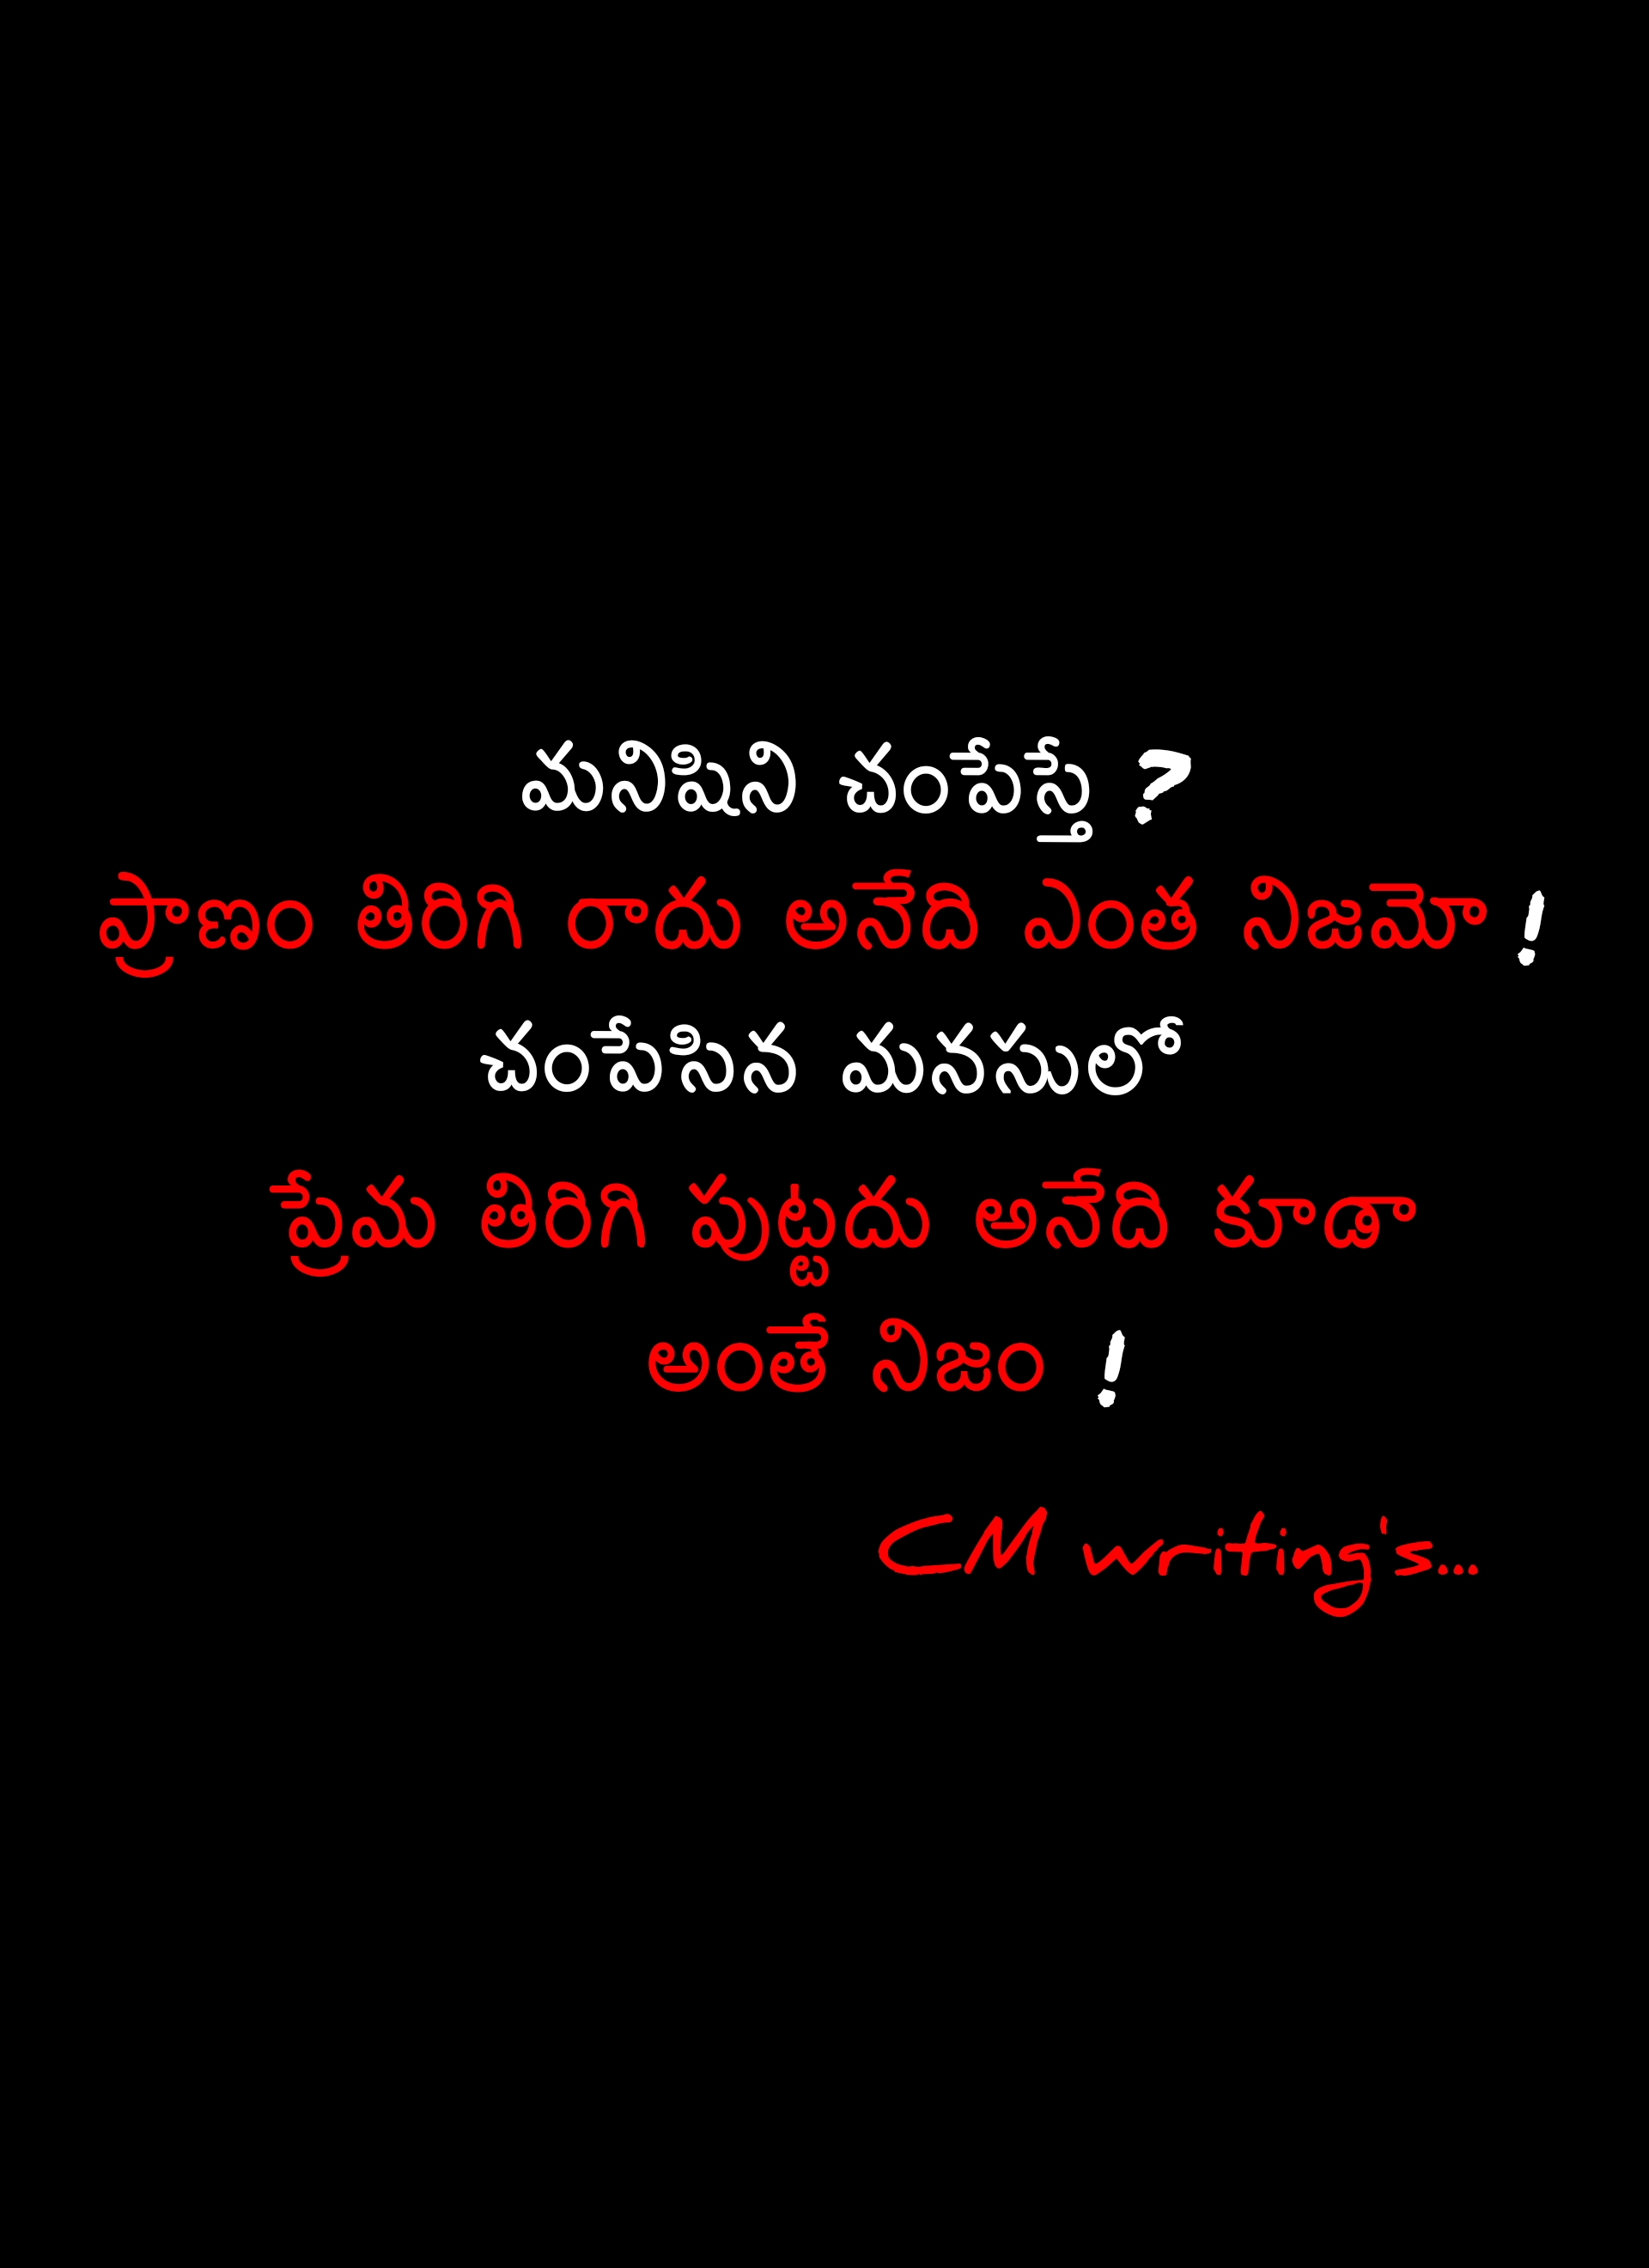 మనిషిని చంపేస్తే ?
ప్రాణం తిరిగి రాదు అనేది ఎంత నిజమో !
చంపేసిన మనసులో
ప్రేమ తిరిగి పుట్టదు అనేది కూడా
అంతే నిజం !
CM writing's...